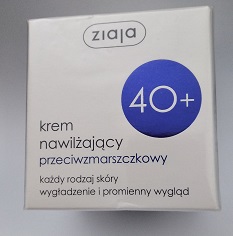 ziaja
40+
krem
nawilżający
przeciwzmarszczkowy
każdy rodzaj skóry
wygładzenie i promienny wygląd